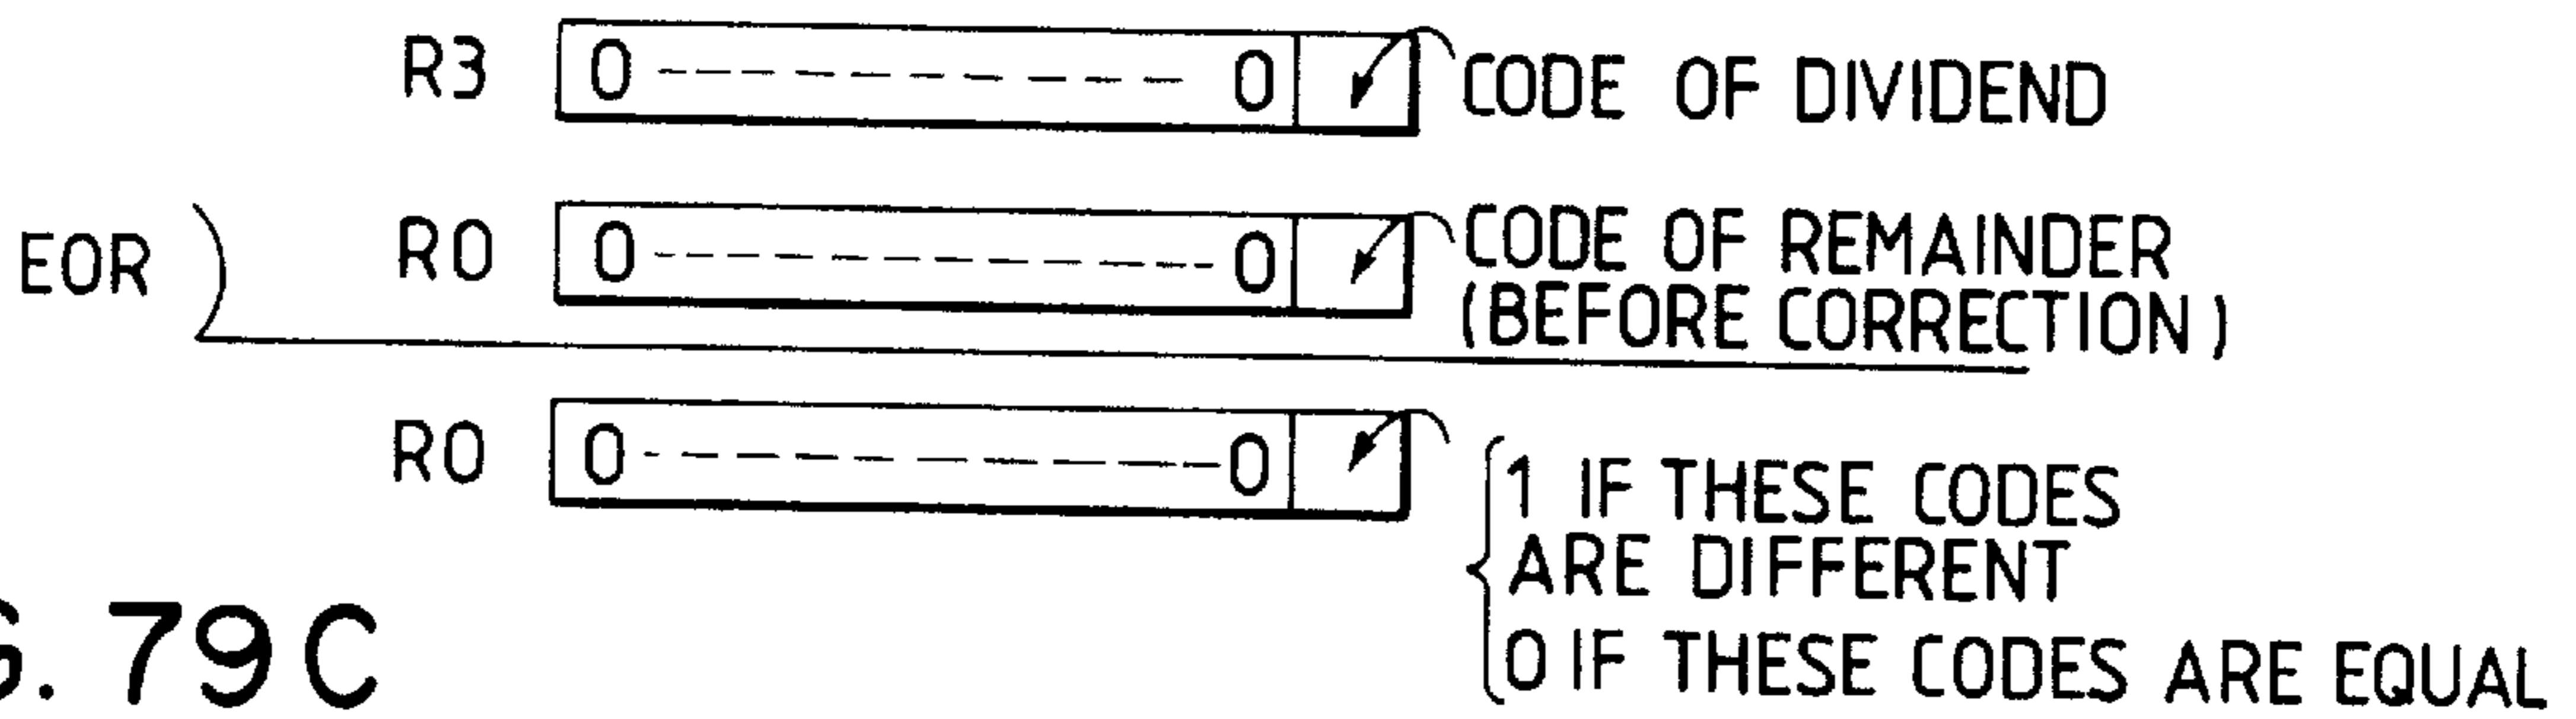 R3 0 0 CODE OF DIVIDEND
EOR R0 0 0 CODE OF REMAINDER
(BEFORE CORRECTION)
R0 0 0
1 IF THESE CODES
ARE DIFFERENT
0 IF THESE CODES ARE EQUAL
G. 79C